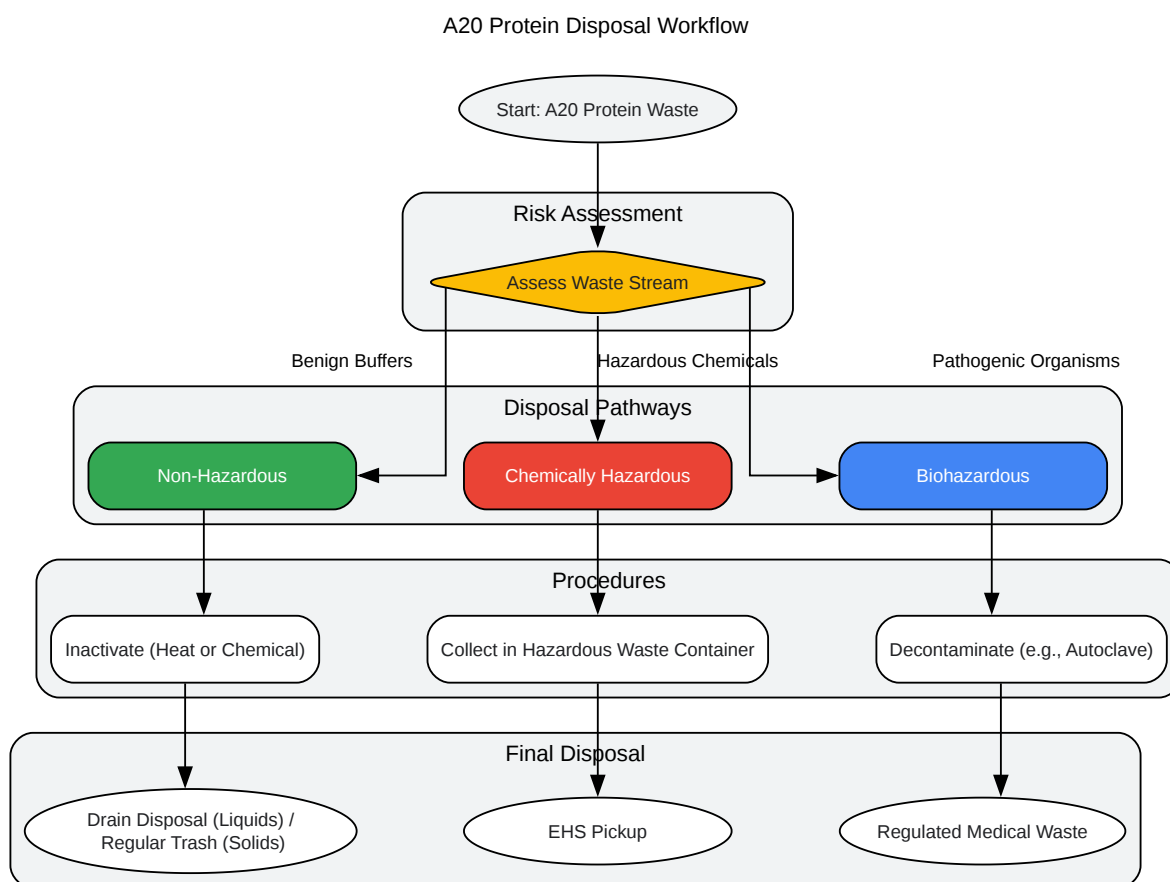 A20 Protein Disposal Workflow
Start: A20 Protein Waste
Risk Assessment
Assess Waste Stream
Benign Buffers
Hazardous Chemicals
Pathogenic Organisms
Disposal Pathways
Non-Hazardous
Chemically Hazardous
Biohazardous
Procedures
Inactivate (Heat or Chemical)
Collect in Hazardous Waste Container
Decontaminate (e.g., Autoclave)
Final Disposal
Drain Disposal (Liquids) /
Regular Trash (Solids)
EHS Pickup
Regulated Medical Waste